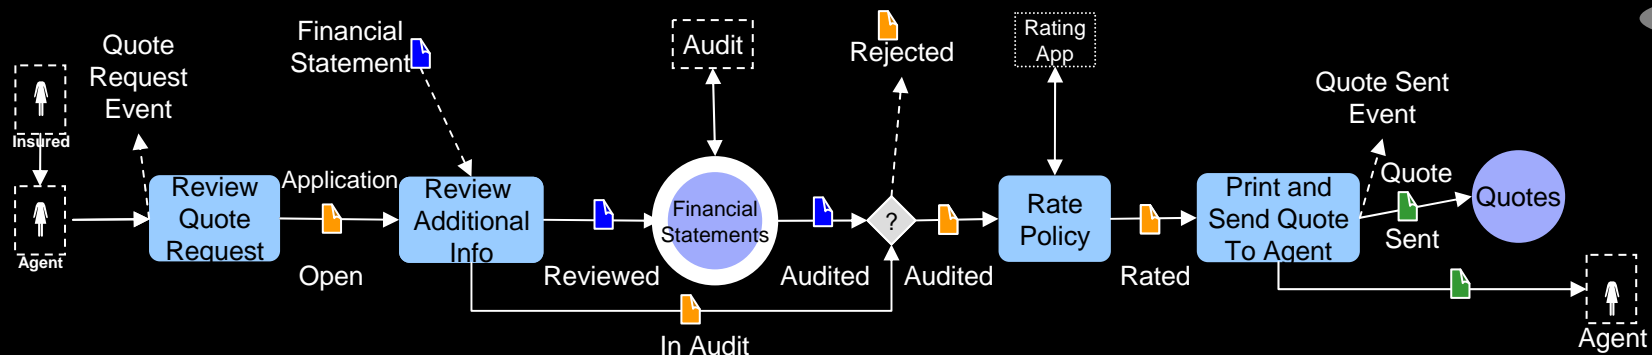 Insured
Agent
Quote
Request
Event
Review
Quote
Request
Application
Open
Financial
Statement
Review
Additional
Info
Reviewed
Audit
Financial
Statements
In Audit
Audited
Rejected
?
Audited
Rating
App
Rate
Policy
Rated
Print and
Send Quote
To Agent
Quote Sent
Event
Quote
Sent
Quotes
Agent